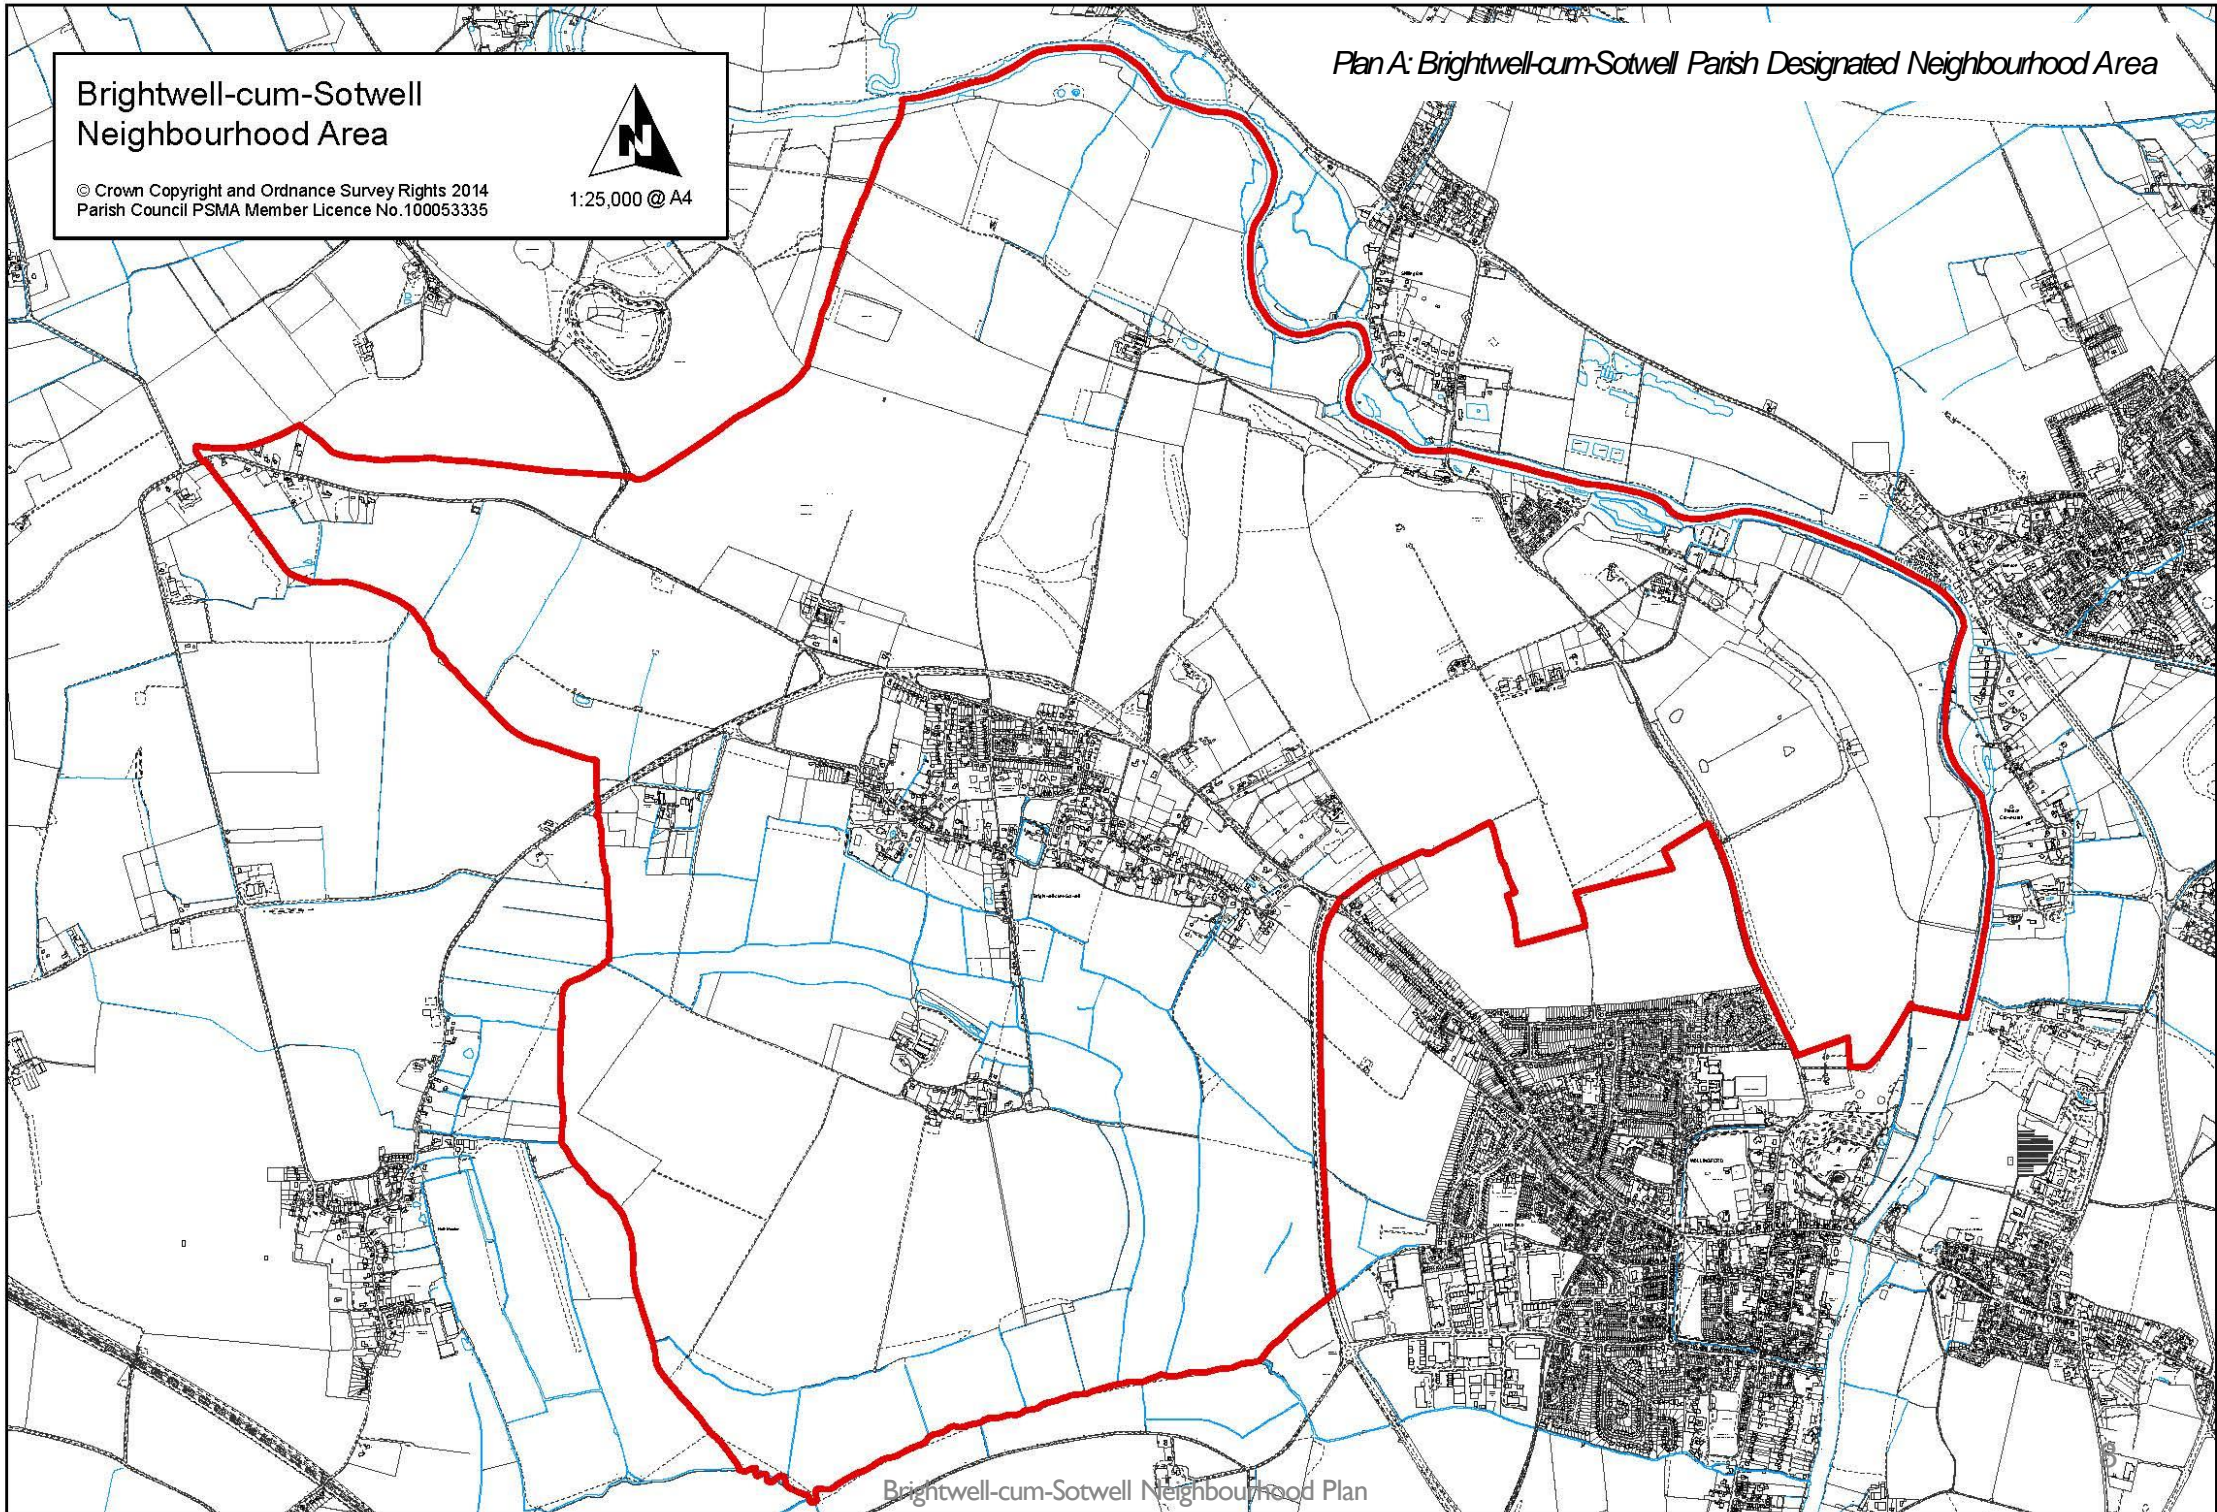 Plan A: Brightwell-cum-Sotwell Parish Designated Neighbourhood Area
Brightwell-cum-Sotwell
Neighbourhood Area
© Crown Copyright and Ordnance Survey Rights 2014
Parish Council PSMA Member Licence No.100053335
N
1:25,000 @ A4
WALLINGFORD
Brightwell-cum-Sotwell Neighbourhood Plan